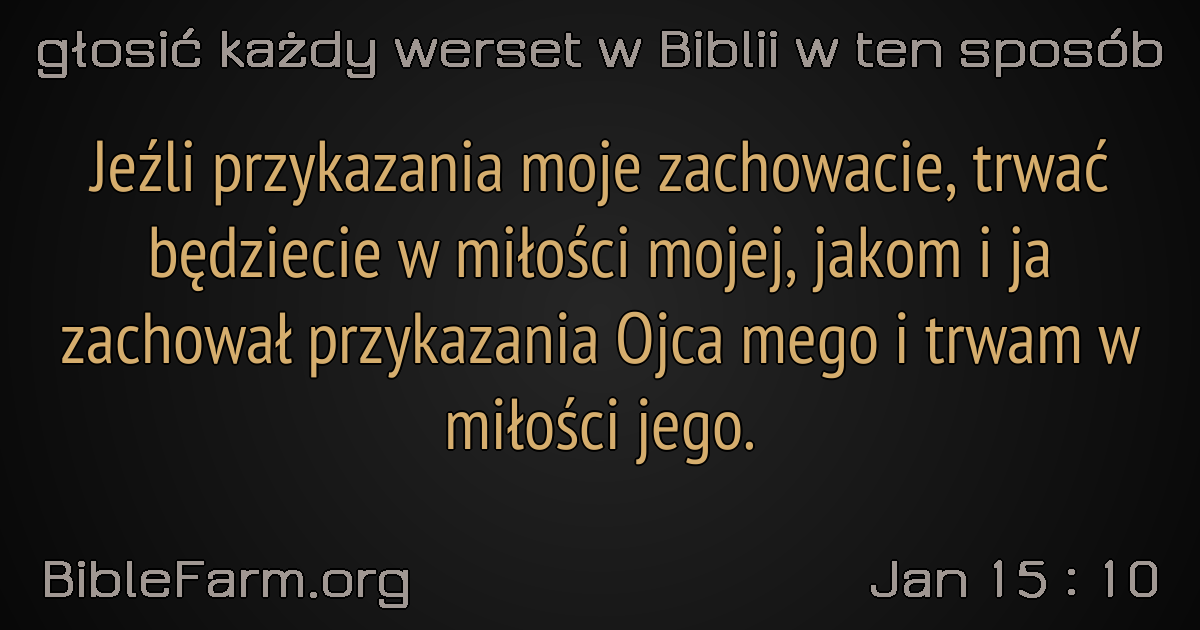 głosić każdy werset w Biblii w ten sposób
Jeźli przykazania moje zachowacie, trwać
będziecie w miłości mojej, jakom i ja
zachował przykazania Ojca mego i trwam w
miłości jego.
BibleFarm.org
Jan 15 : 10